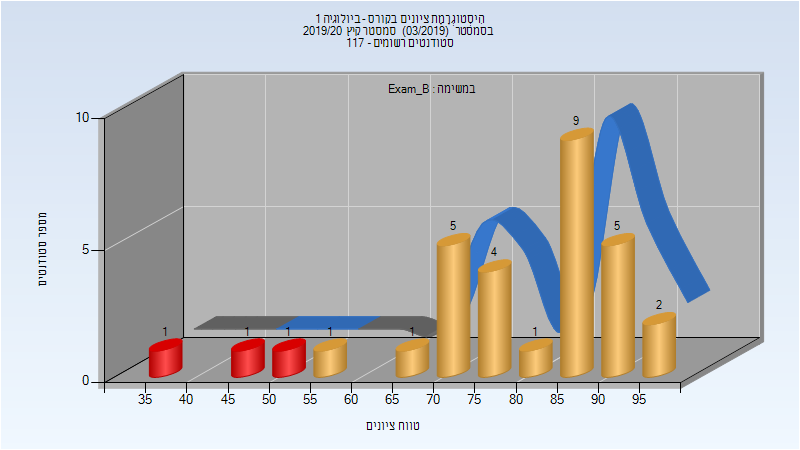 היסטוגרמת ציונים בקורס - ביולוגיה 1
בסמסטר (03/2019) סמסטר קיץ 2019/20
סטודנטים רשומים - 117
במשימה : Exam_B
מספר סטודנטים
10
5
0
1
1
1
1
1
5
4
1
9
5
2
35 40 45 50 55 60 65 70 75 80 85 90 95
טווח ציונים